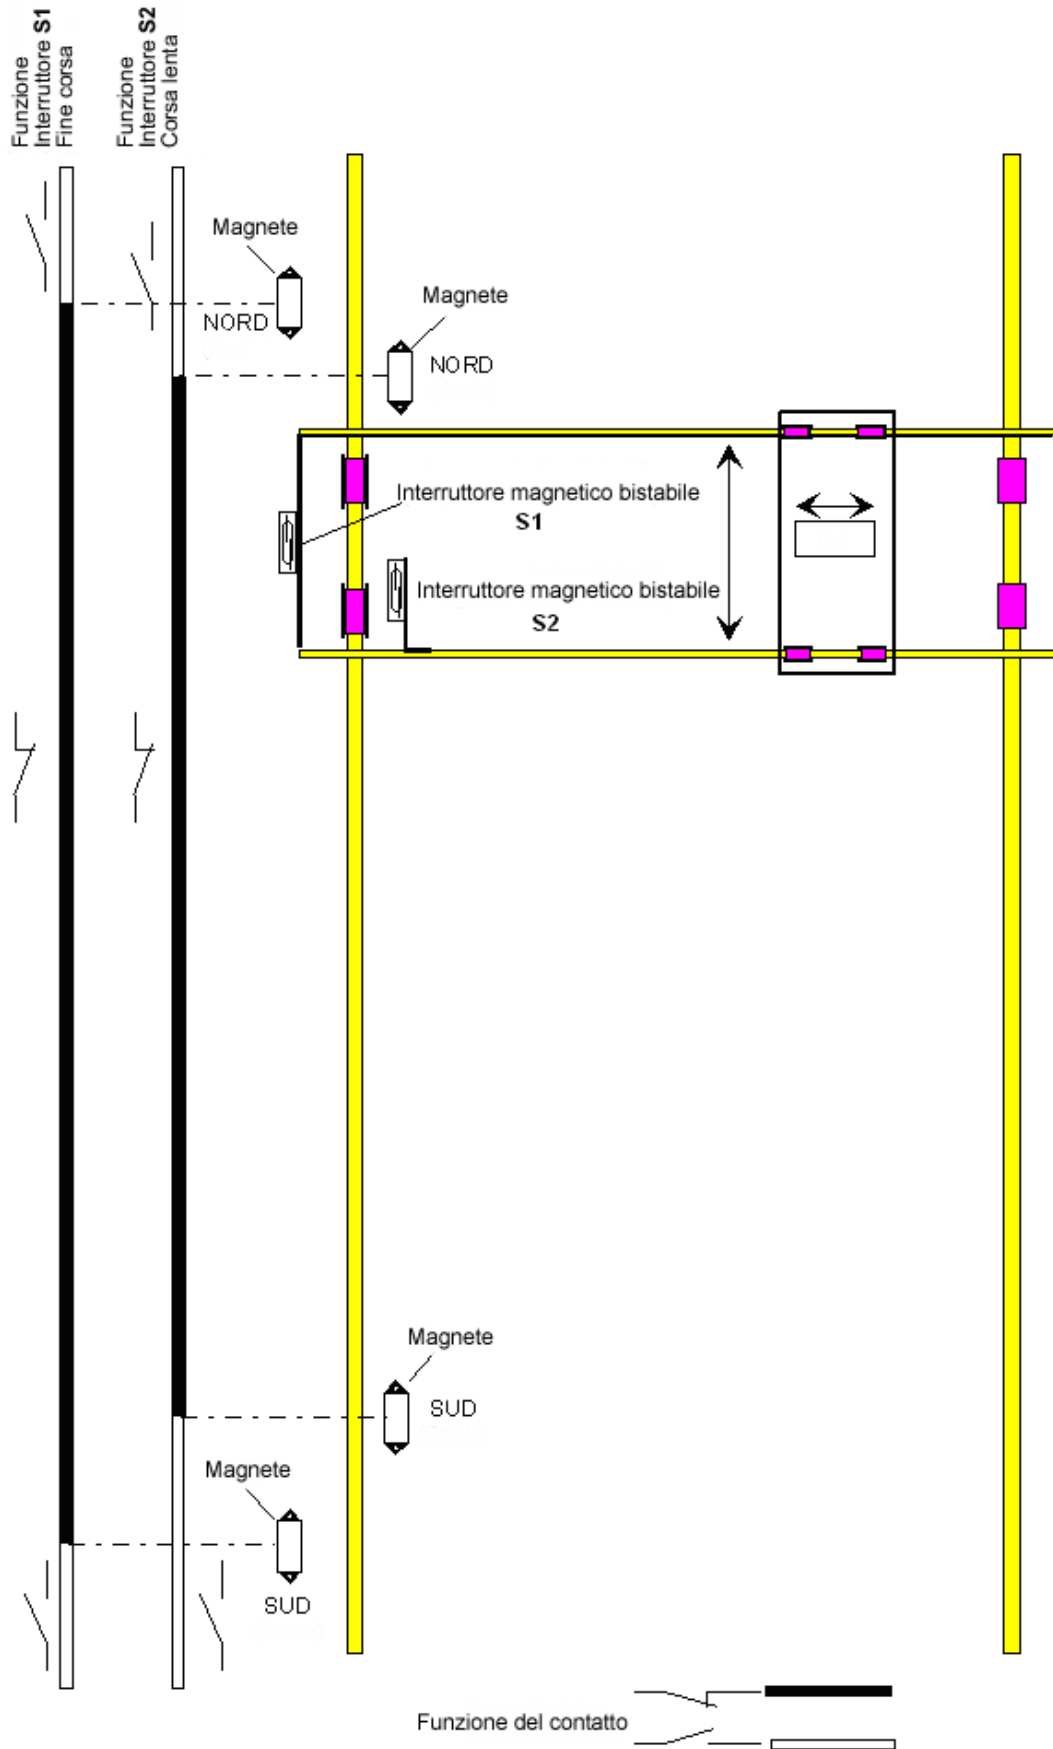 Funzione
Interruttore S1
Fine corsa
Funzione
Interruttore S2
Corsa lenta
Magnete
NORD
Magnete
NORD
Interruttore magnetico bistabile
S1
Interruttore magnetico bistabile
S2
Magnete
SUD
Magnete
SUD
Funzione del contatto